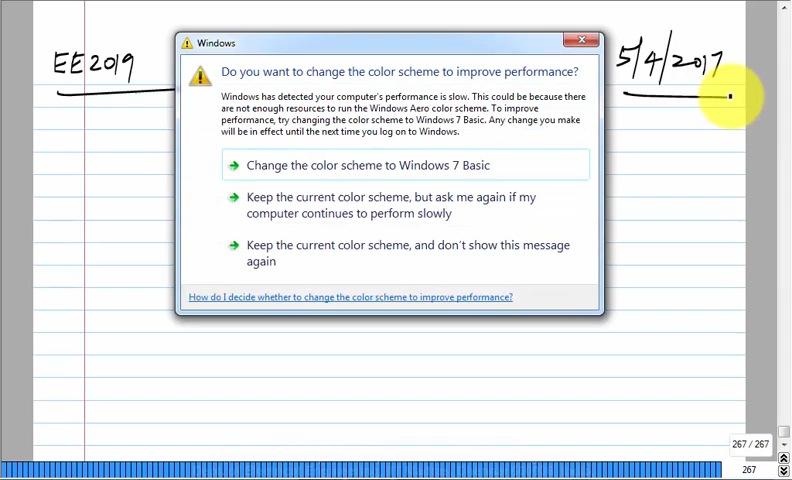 EE2019
5/4/2017
Windows
Do you want to change the color scheme to improve performance?
Windows has detected your computer's performance is slow. This could be because there
are not enough resources to run the Windows Aero color scheme. To improve
performance, try changing the color scheme to Windows 7 Basic. Any change you make
will be in effect until the next time you log on to Windows.
Change the color scheme to Windows 7 Basic
Keep the current color scheme, but ask me again if my
computer continues to perform slowly
Keep the current color scheme, and don't show this message
again
How do I decide whether to change the color scheme to improve performance?
267 / 267
267